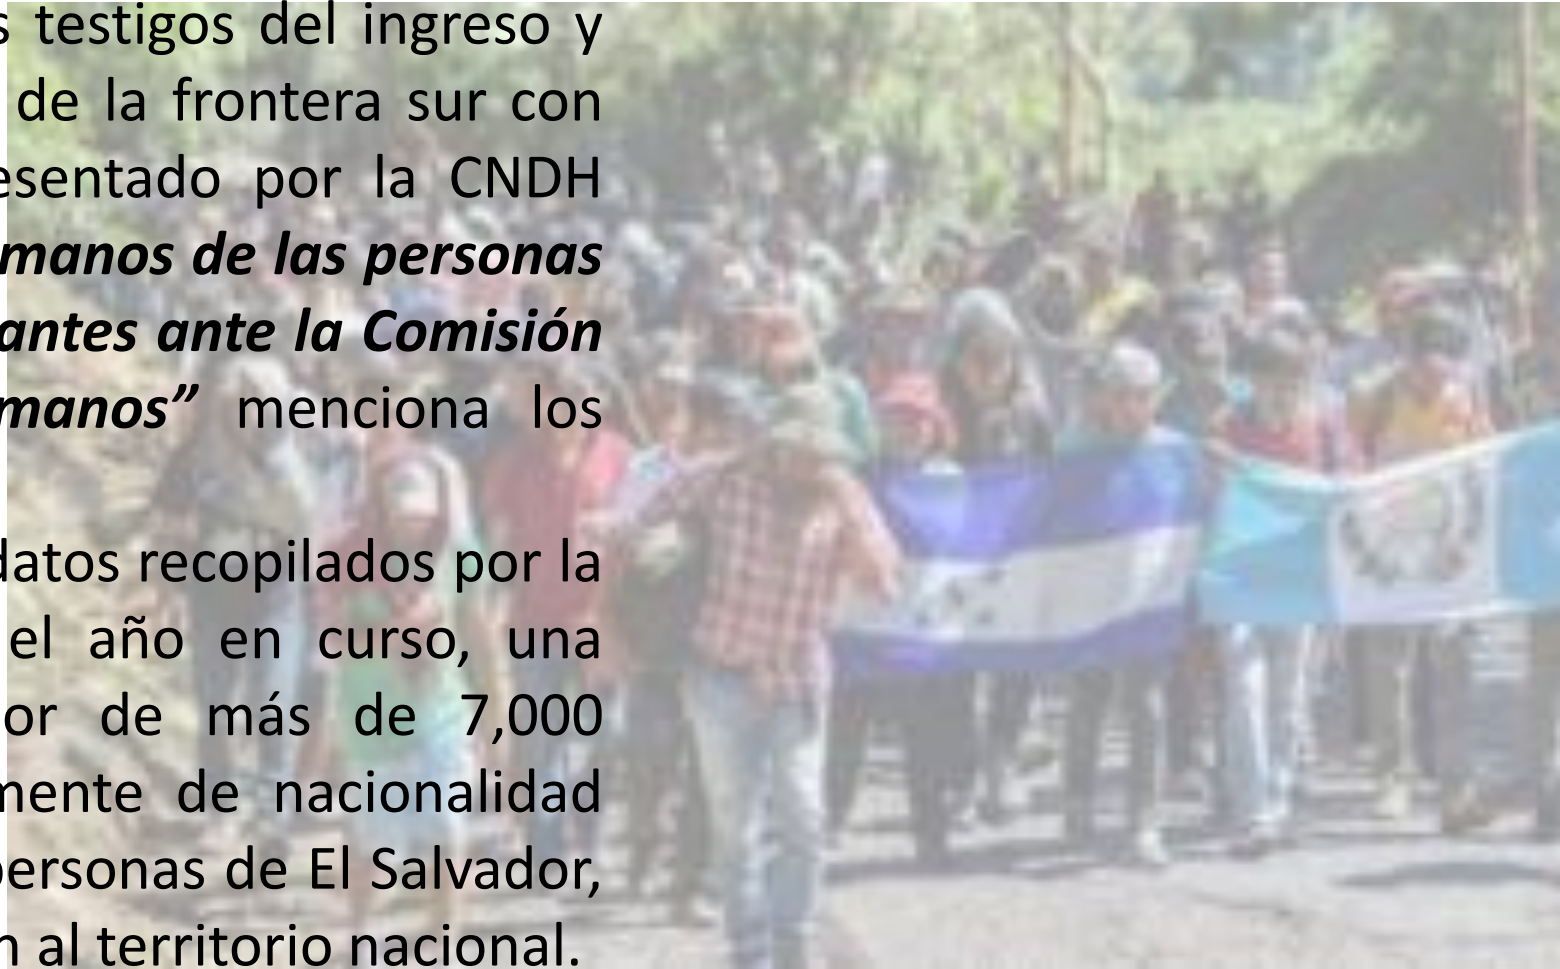 s testigos del ingreso y
de la frontera sur con
esentado por la CNDH
manos de las personas
antes ante la Comisión
manos” menciona los
datos recopilados por la
el año en curso, una
or de más de 7,000
mente de nacionalidad
personas de El Salvador,
n al territorio nacional.